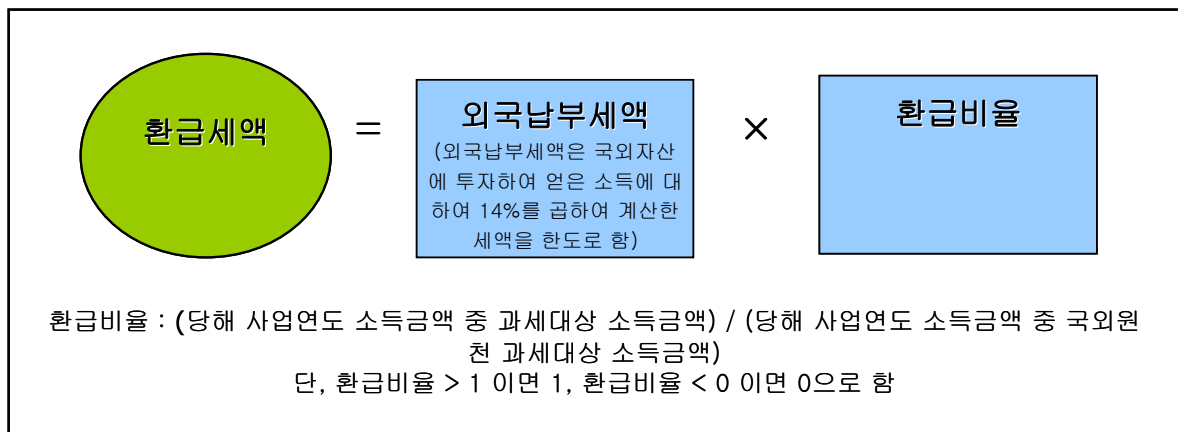 환급세액
=
외국납부세액
(외국납부세액은 국외자산
에 투자하여 얻은 소득에 대
하여 14%를 곱하여 계산한
세액을 한도로 함)
×
환급비율
환급비율 : (당해 사업연도 소득금액 중 과세대상 소득금액) / (당해 사업연도 소득금액 중 국외원
천 과세대상 소득금액)
단, 환급비율 > 1 이면 1, 환급비율 < 0 이면 0으로 함